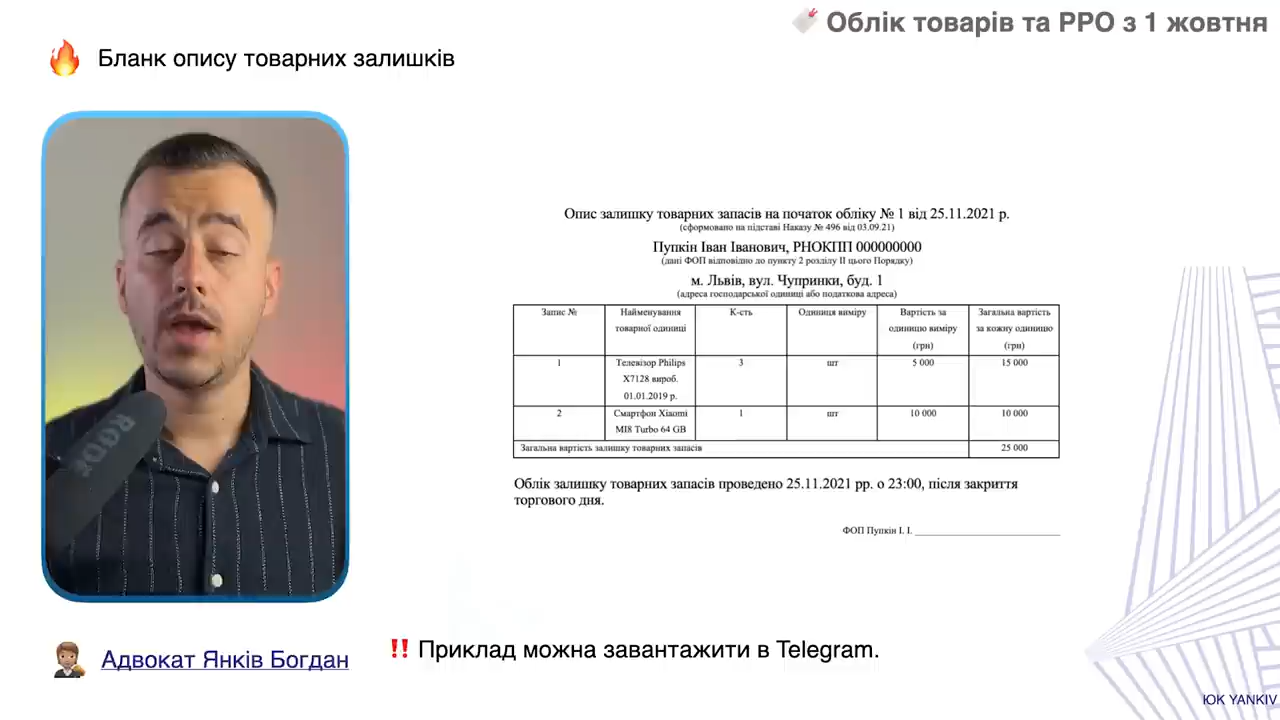 Облік товарів та РРО з 1 жовтня
Бланк опису товарних залишків
Опис залишку товарних запасів на початок обліку № 1 від 25.11.2021 р.
(сформовано на підставі Наказу № 496 від 03.09.21)
Пупкін Іван Іванович, РНОКПП 000000000
(дані ФОП відповідно до пункту 2 розділу II цього Порядку)
м. Львів, вул. Чупринки, буд. 1
(адреса господарської одиниці або податкова адреса)
Запис № Найменування К-сть Одиниця виміру Вартість за Загальна вартість
товарної одиниці одиницю виміру за кожну одиницю
(грн) (грн)
1 Телевізор Philips 3 шт 5 000 15 000
X7128 вироб.
01.01.2019 р.
2 Смартфон Xiaomi 1 шт 10 000 10 000
MI8 Turbo 64 GB
Загальна вартість залишку товарних запасів 25 000
Облік залишку товарних запасів проведено 25.11.2021 рр. о 23:00, після закриття
торгового дня.
ФОП Пупкін І. І.
RODE
Адвокат Янків Богдан
‼️ Приклад можна завантажити в Telegram.
ЮК YANKIV